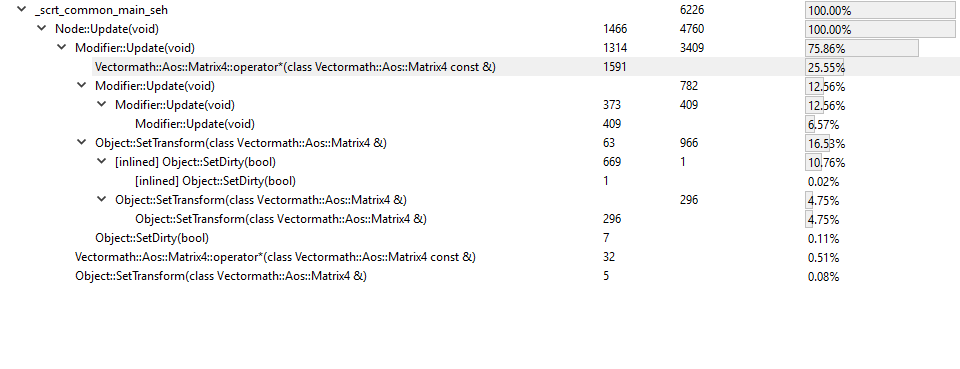 _scrt_common_main_seh 6226 100.00%
Node::Update(void) 1466 4760 100.00%
Modifier::Update(void) 1314 3409 75.86%
Vectormath::Aos::Matrix4::operator*(class Vectormath::Aos::Matrix4 const &) 1591 25.55%
Modifier::Update(void) 782 12.56%
Modifier::Update(void) 373 409 12.56%
Modifier::Update(void) 409 6.57%
Object::SetTransform(class Vectormath::Aos::Matrix4 &) 63 966 16.53%
[inlined] Object::SetDirty(bool) 669 1 10.76%
[inlined] Object::SetDirty(bool) 1 0.02%
Object::SetTransform(class Vectormath::Aos::Matrix4 &) 296 4.75%
Object::SetTransform(class Vectormath::Aos::Matrix4 &) 296 4.75%
Object::SetDirty(bool) 7 0.11%
Vectormath::Aos::Matrix4::operator*(class Vectormath::Aos::Matrix4 const &) 32 0.51%
Object::SetTransform(class Vectormath::Aos::Matrix4 &) 5 0.08%